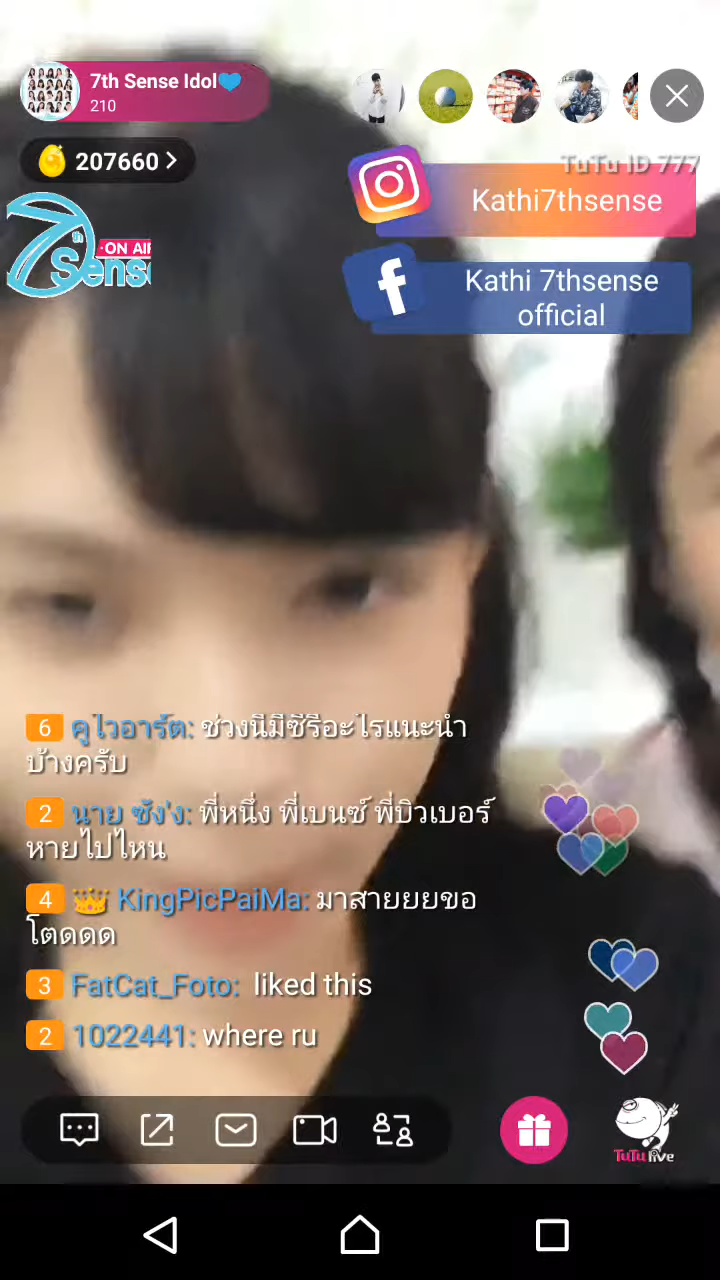 7th Sense Idol
210
207660
TuTu ID 777
Kathi7thsense
7th Sense
·ON AIR
Kathi 7thsense
official
6 คูไวอาร์ต: ช่วงนี้มีซีรีอะไรแนะนำ
บ้างครับ
2 นาย ซัง'ง: พี่หนึ่ง พี่เบนซ์ พี่บิวเบอร์
หายไปไหน
4 KingPicPaiMa: มาสายยยขอ
โตดดด
3 FatCat_Foto: liked this
2 1022441: where ru
TuTu live